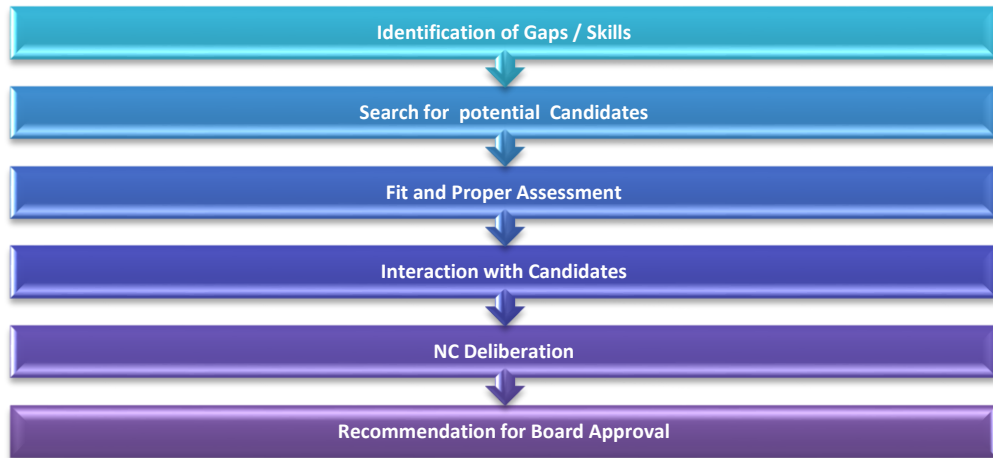 Identification of Gaps / Skills
Search for potential Candidates
Fit and Proper Assessment
Interaction with Candidates
NC Deliberation
Recommendation for Board Approval